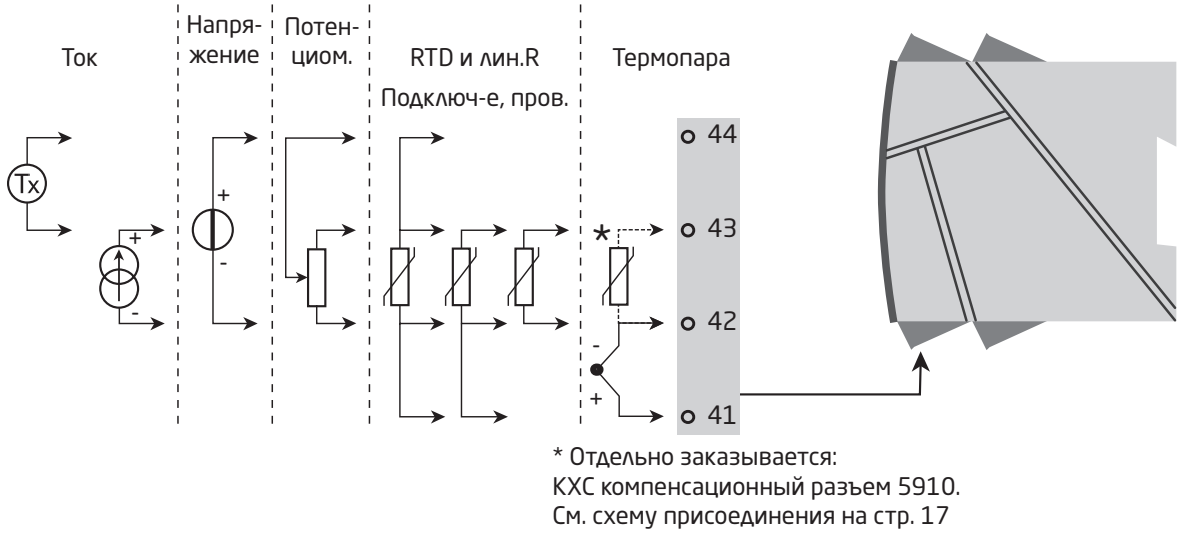 Ток
Напря-
жение
Потен-
циом.
RTD и лин.R
Подключ-е, пров.
Термопара
Tx
+
-
+
-
*
-
+
44
43
42
41
* Отдельно заказывается:
КХС компенсационный разъем 5910.
См. схему присоединения на стр. 17